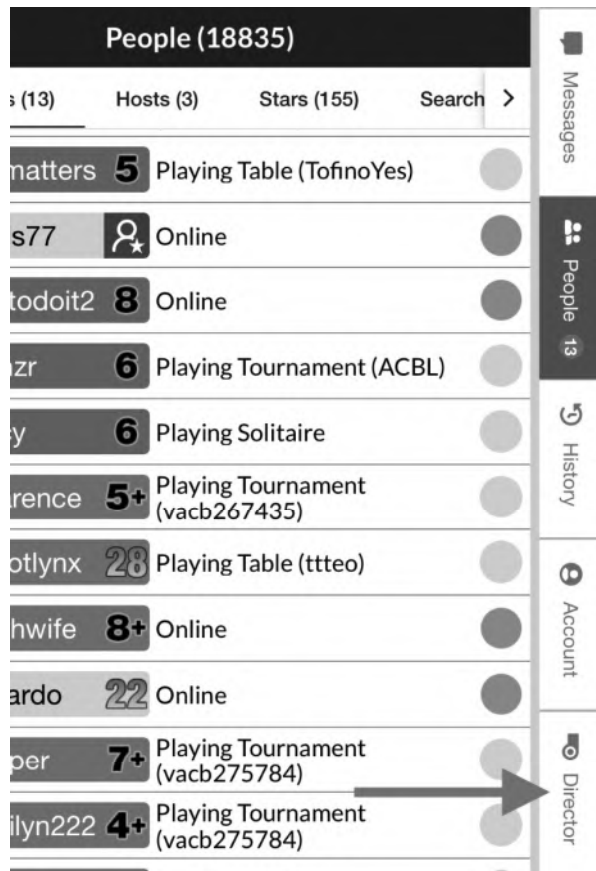 People (18835)
s (13) Hosts (3) Stars (155) Search >
matters 5 Playing Table (TofinoYes)
s77 Online
todoit2 8 Online
zr 6 Playing Tournament (ACBL)
y 6 Playing Solitaire
rence 5+ Playing Tournament
(vacb267435)
otlynx 28 Playing Table (ttteo)
hwife 8+ Online
ardo 22 Online
per 7+ Playing Tournament
(vacb275784)
ilyn222 4+ Playing Tournament
(vacb275784)
Messages
People 13
History
Account
Director